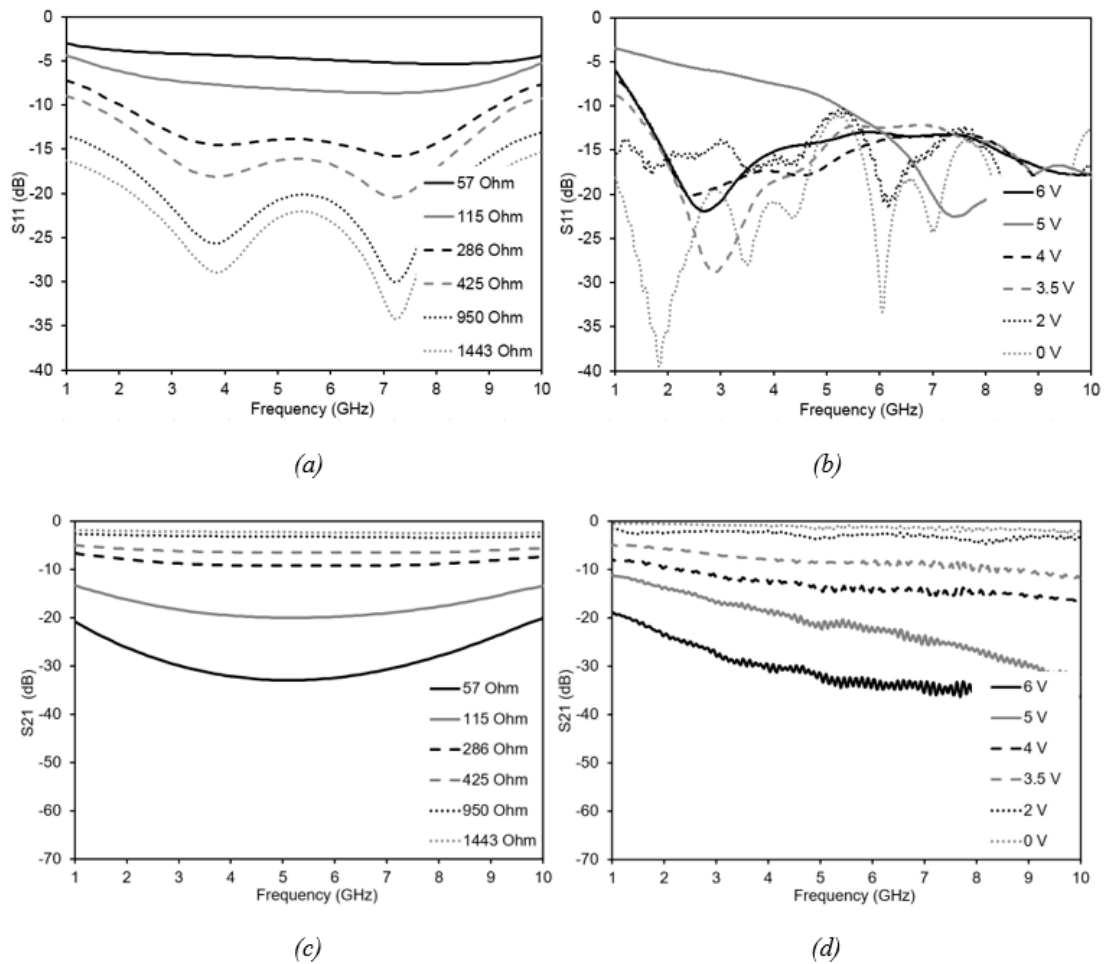 0
-5
-10
-15
-20
-25
-30
-35
-40
S11 (dB)
1 2 3 4 5 6 7 8 9 10
Frequency (GHz)
57 Ohm
115 Ohm
286 Ohm
425 Ohm
950 Ohm
1443 Ohm
(a)
0
-5
-10
-15
-20
-25
-30
-35
-40
S11 (dB)
1 2 3 4 5 6 7 8 9 10
Frequency (GHz)
6 V
5 V
4 V
3.5 V
2 V
0 V
(b)
0
-10
-20
-30
-40
-50
-60
-70
S21 (dB)
1 2 3 4 5 6 7 8 9 10
Frequency (GHz)
57 Ohm
115 Ohm
286 Ohm
425 Ohm
950 Ohm
1443 Ohm
(c)
0
-10
-20
-30
-40
-50
-60
-70
S21 (dB)
1 2 3 4 5 6 7 8 9 10
Frequency (GHz)
6 V
5 V
4 V
3.5 V
2 V
0 V
(d)